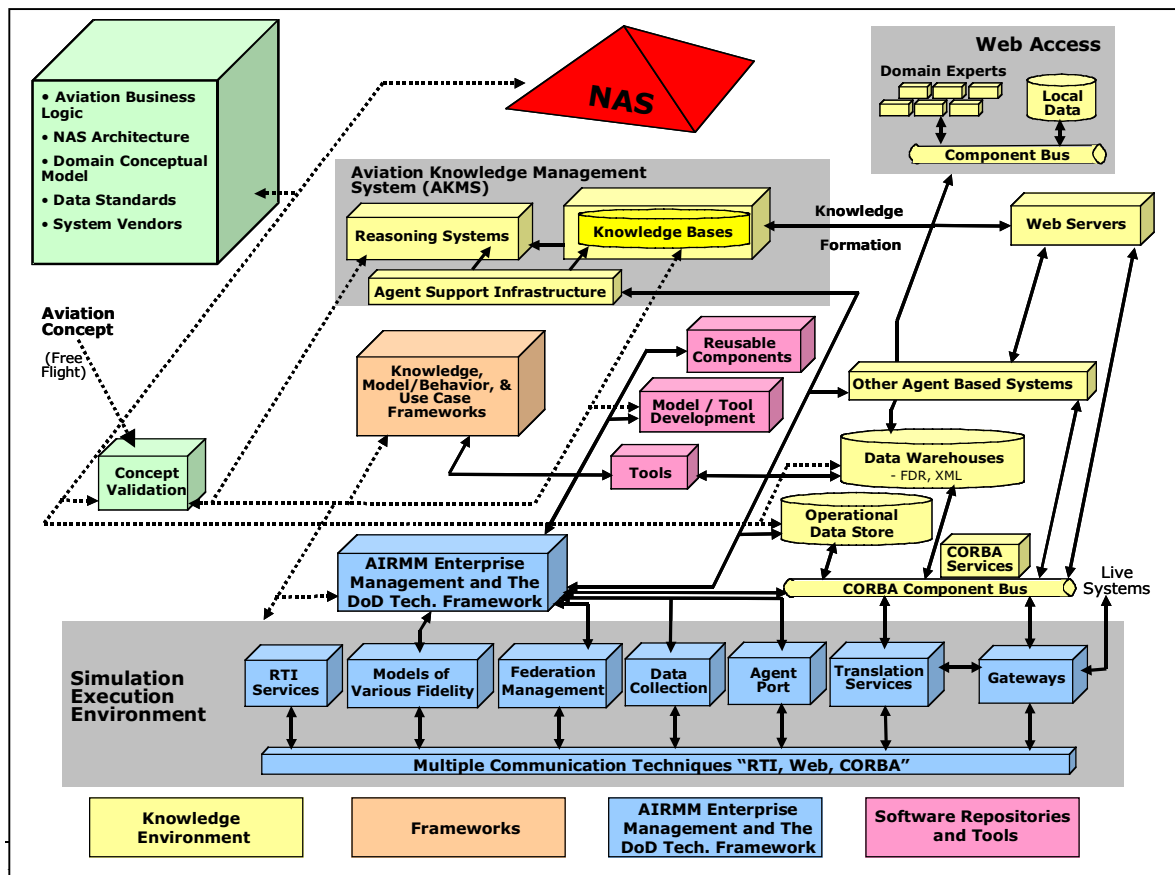 • Aviation Business
Logic
• NAS Architecture
• Domain Conceptual
Model
• Data Standards
• System Vendors
NAS
Web Access
Domain Experts
Local
Data
Component Bus
Aviation Knowledge Management
System (AKMS)
Reasoning Systems
Knowledge Bases
Agent Support Infrastructure
Knowledge
Formation
Web Servers
Aviation
Concept
(Free
Flight)
Concept
Validation
Knowledge,
Model/Behavior, &
Use Case
Frameworks
Reusable
Components
Model / Tool
Development
Tools
Other Agent Based Systems
Data Warehouses
- FDR, XML
Operational
Data Store
CORBA
Services
CORBA Component Bus
Live
Systems
AIRMM Enterprise
Management and The
DoD Tech. Framework
Simulation
Execution
Environment
RTI
Services
Models of
Various Fidelity
Federation
Management
Data
Collection
Agent
Port
Translation
Services
Gateways
Multiple Communication Techniques “RTI, Web, CORBA”
Knowledge
Environment
Frameworks
AIRMM Enterprise
Management and The
DoD Tech. Framework
Software Repositories
and Tools